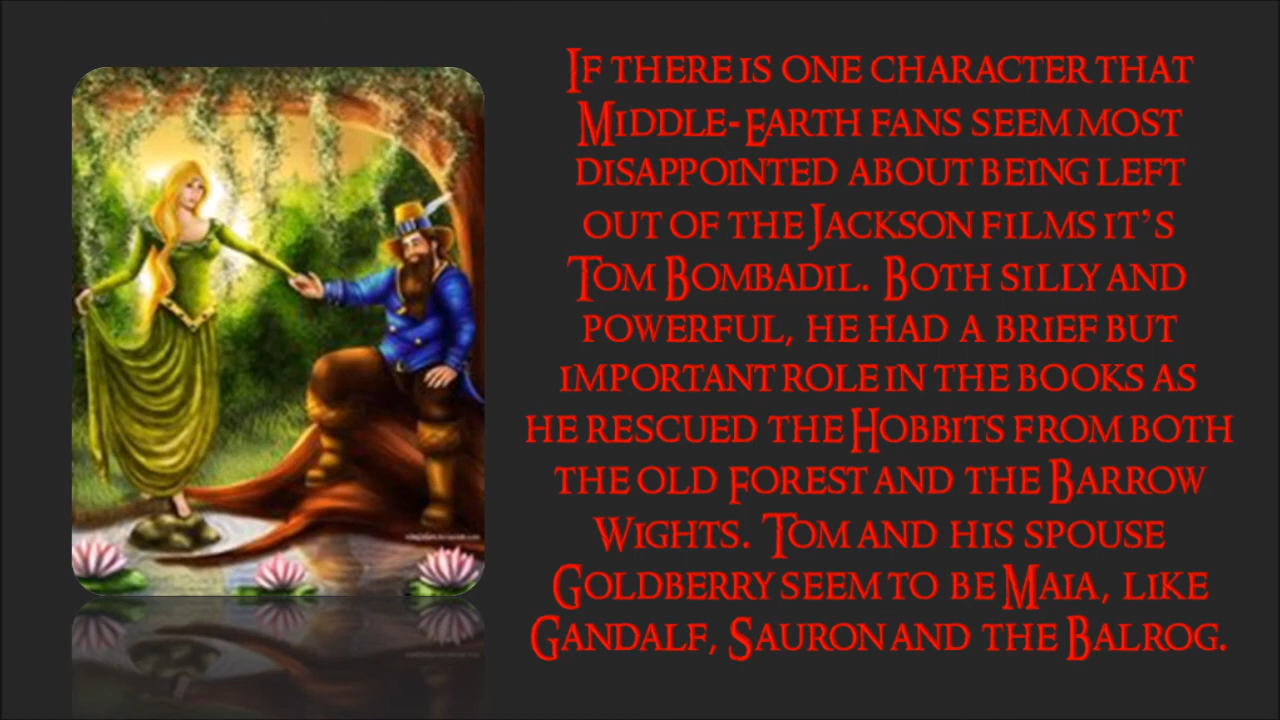 If there is one character that
Middle-Earth fans seem most
disappointed about being left
out of the Jackson films it's
Tom Bombadil. Both silly and
powerful, he had a brief but
important role in the books as
he rescued the Hobbits from both
the old Forest and the Barrow
Wights. Tom and his spouse
Goldberry seem to be Maia, like
Gandalf, Sauron and the Balrog.